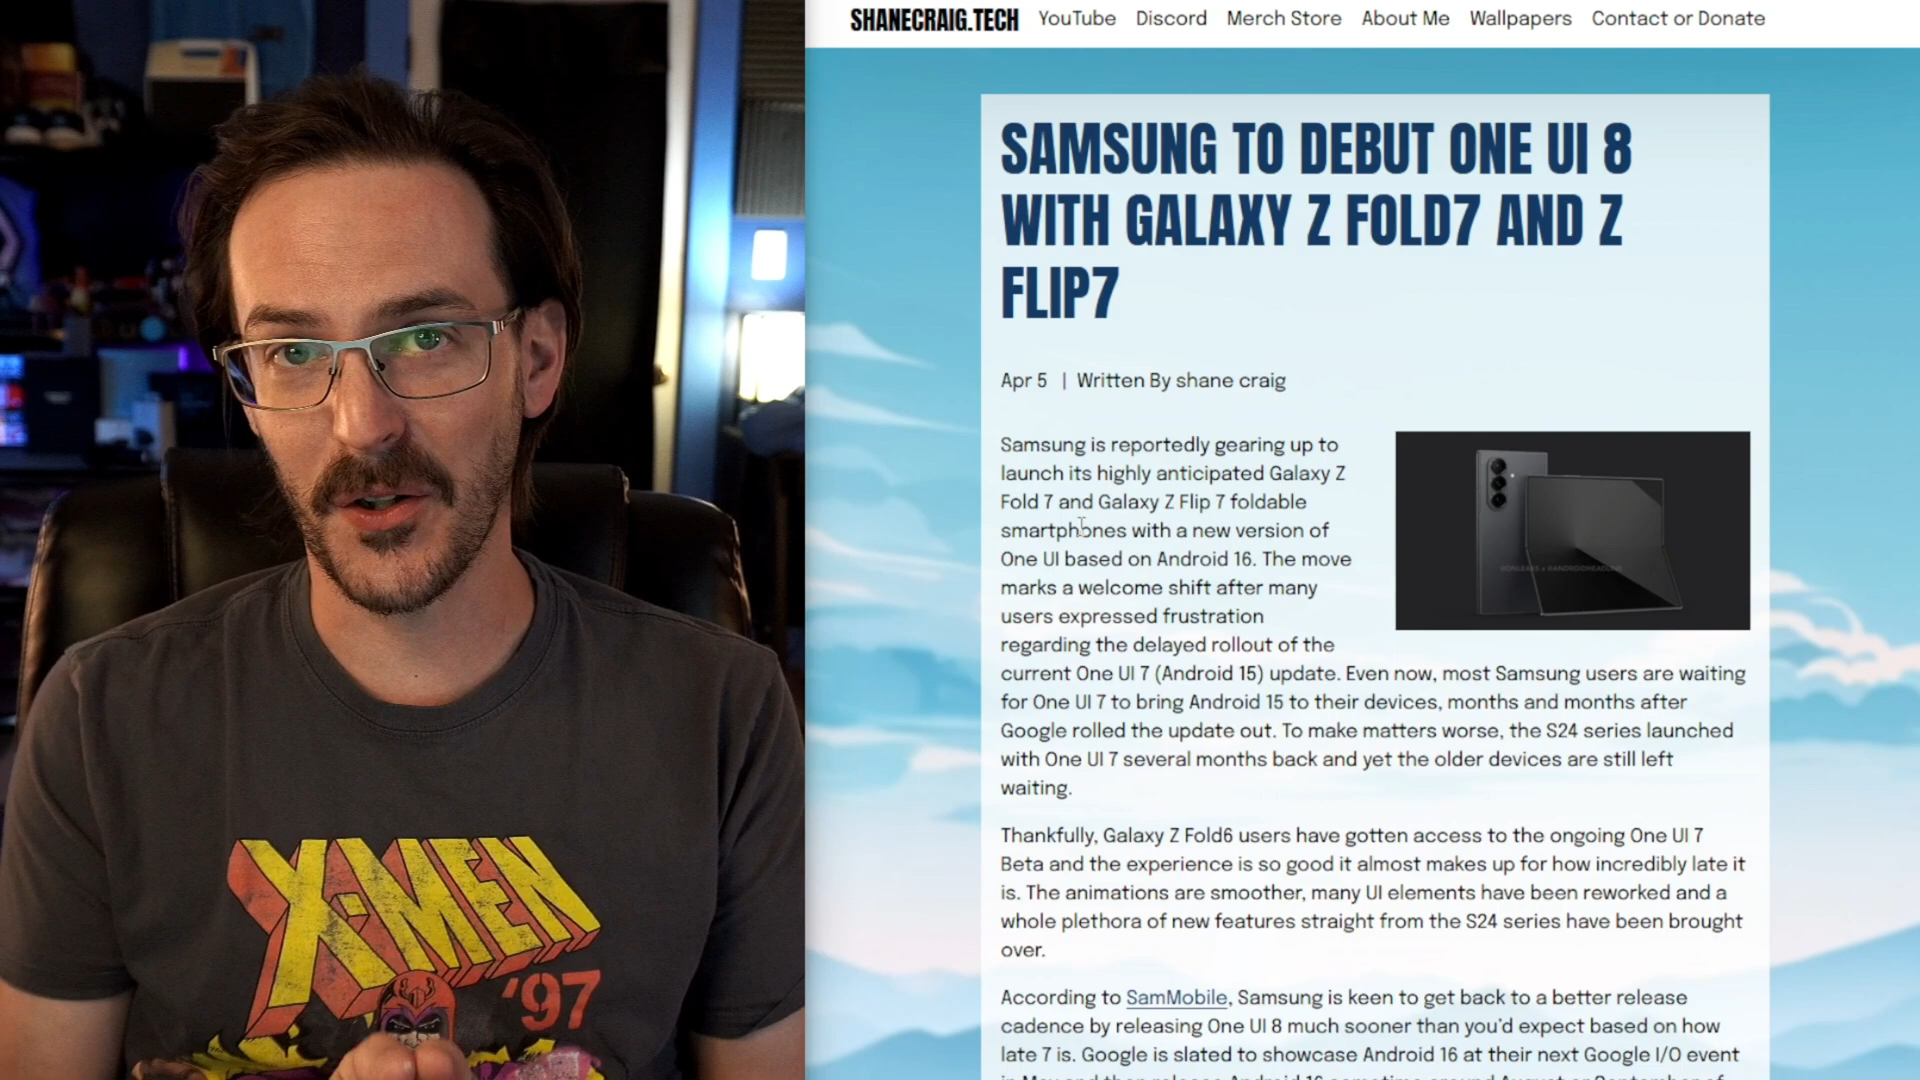 SHANECRAIG.TECH YouTube Discord Merch Store About Me Wallpapers Contact or Donate
SAMSUNG TO DEBUT ONE UI 8
WITH GALAXY Z FOLD7 AND Z
FLIP7
Apr 5 | Written By shane craig
Samsung is reportedly gearing up to
launch its highly anticipated Galaxy Z
Fold 7 and Galaxy Z Flip 7 foldable
smartphones with a new version of
One UI based on Android 16. The move
marks a welcome shift after many
users expressed frustration
regarding the delayed rollout of the
current One UI 7 (Android 15) update. Even now, most Samsung users are waiting
for One UI 7 to bring Android 15 to their devices, months and months after
Google rolled the update out. To make matters worse, the S24 series launched
with One UI 7 several months back and yet the older devices are still left
waiting.
Thankfully, Galaxy Z Fold6 users have gotten access to the ongoing One UI 7
Beta and the experience is so good it almost makes up for how incredibly late it
is. The animations are smoother, many UI elements have been reworked and a
whole plethora of new features straight from the S24 series have been brought
over.
According to SamMobile, Samsung is keen to get back to a better release
cadence by releasing One UI 8 much sooner than you'd expect based on how
late 7 is. Google is slated to showcase Android 16 at their next Google I/O event
X-MEN
'97